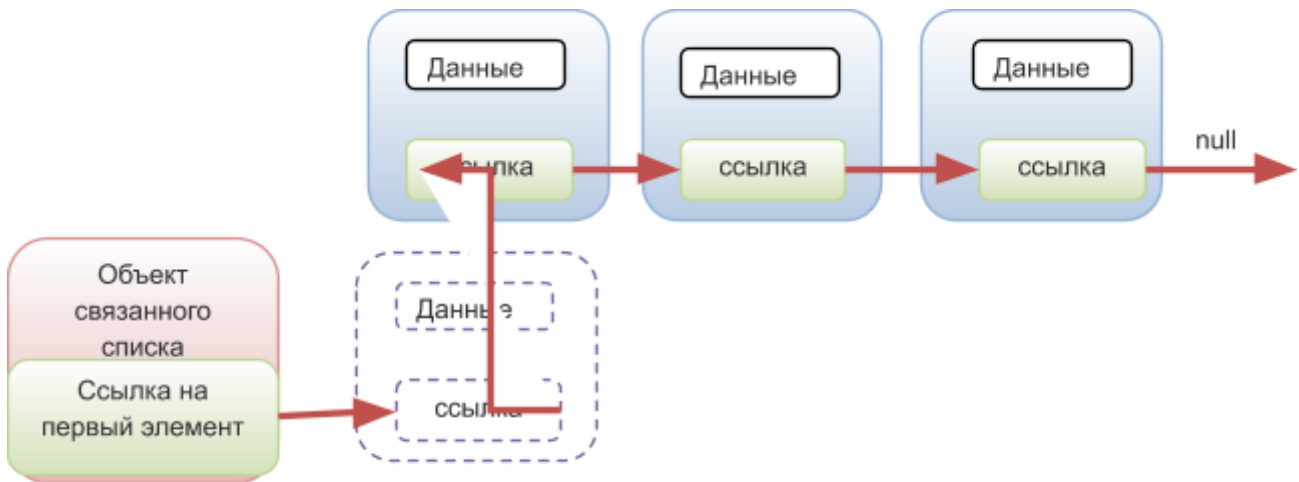 Данные
Данные
Данные
ссылка
ссылка
ссылка
null
Объект
связанного
списка
Ссылка на
первый элемент
Данные
ссылка